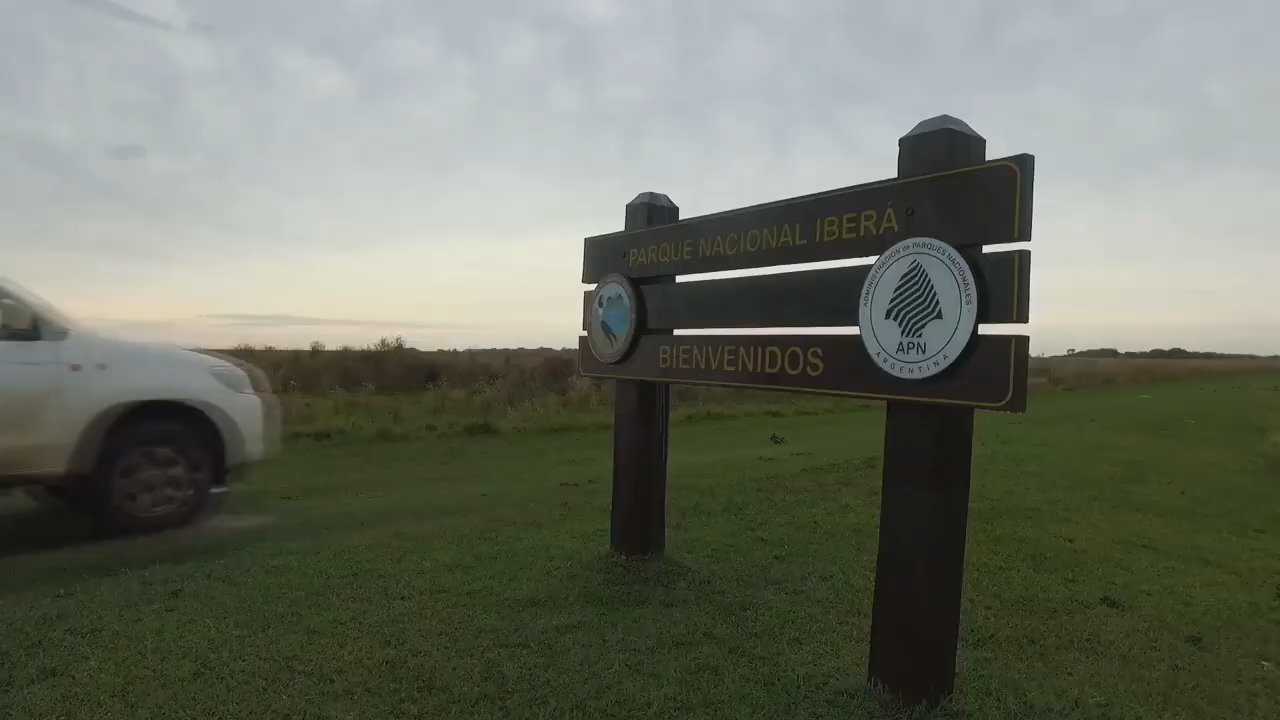 PARQUE NACIONAL IBERÁ
BIENVENIDOS
ADMINISTRACIÓN de PARQUES NACIONALES
APN
ARGENTINA